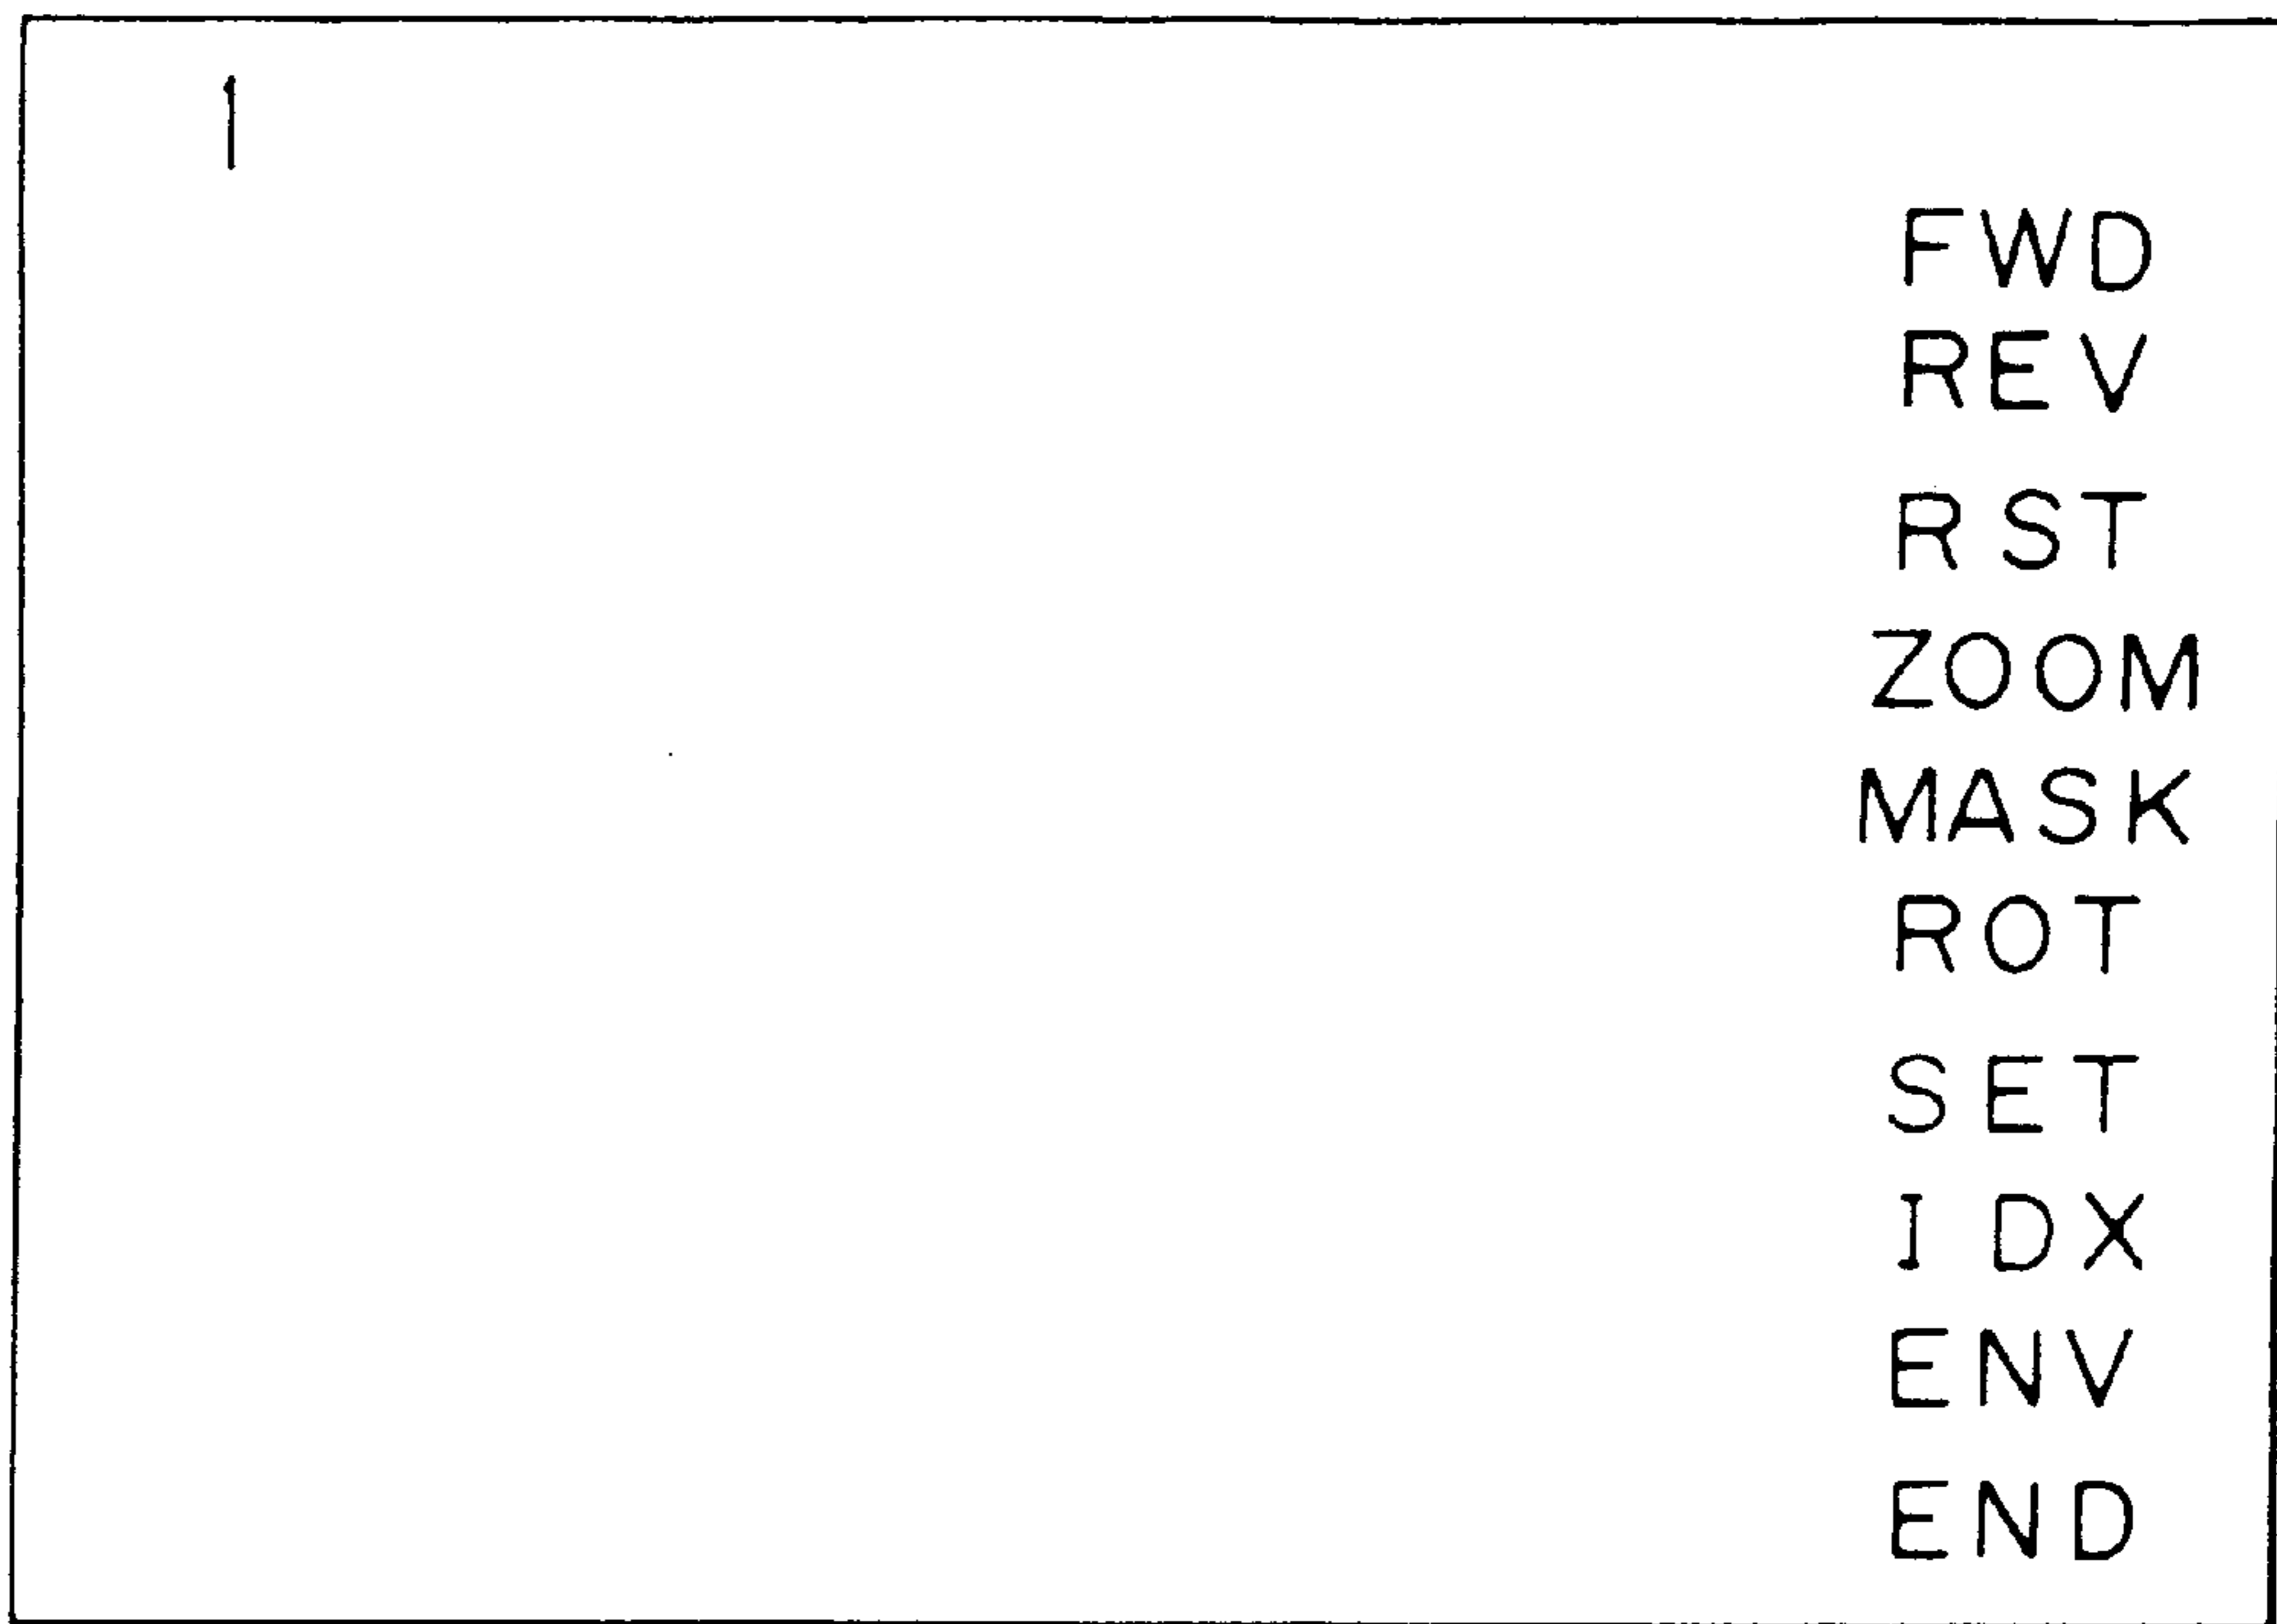 1
FWD
REV
RST
ZOOM
MASK
ROT
SET
IDX
ENV
END